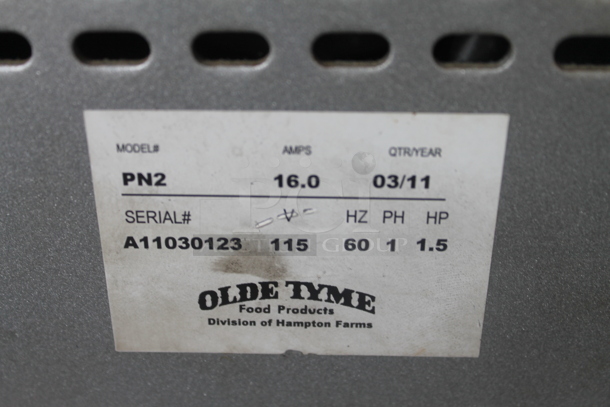 MODEL# AMPS QTR/YEAR
PN2 16.0 03/11
SERIAL# V HZ PH HP
A11030123 115 60 1 1.5
OLDE TYME
Food Products
Division of Hampton Farms